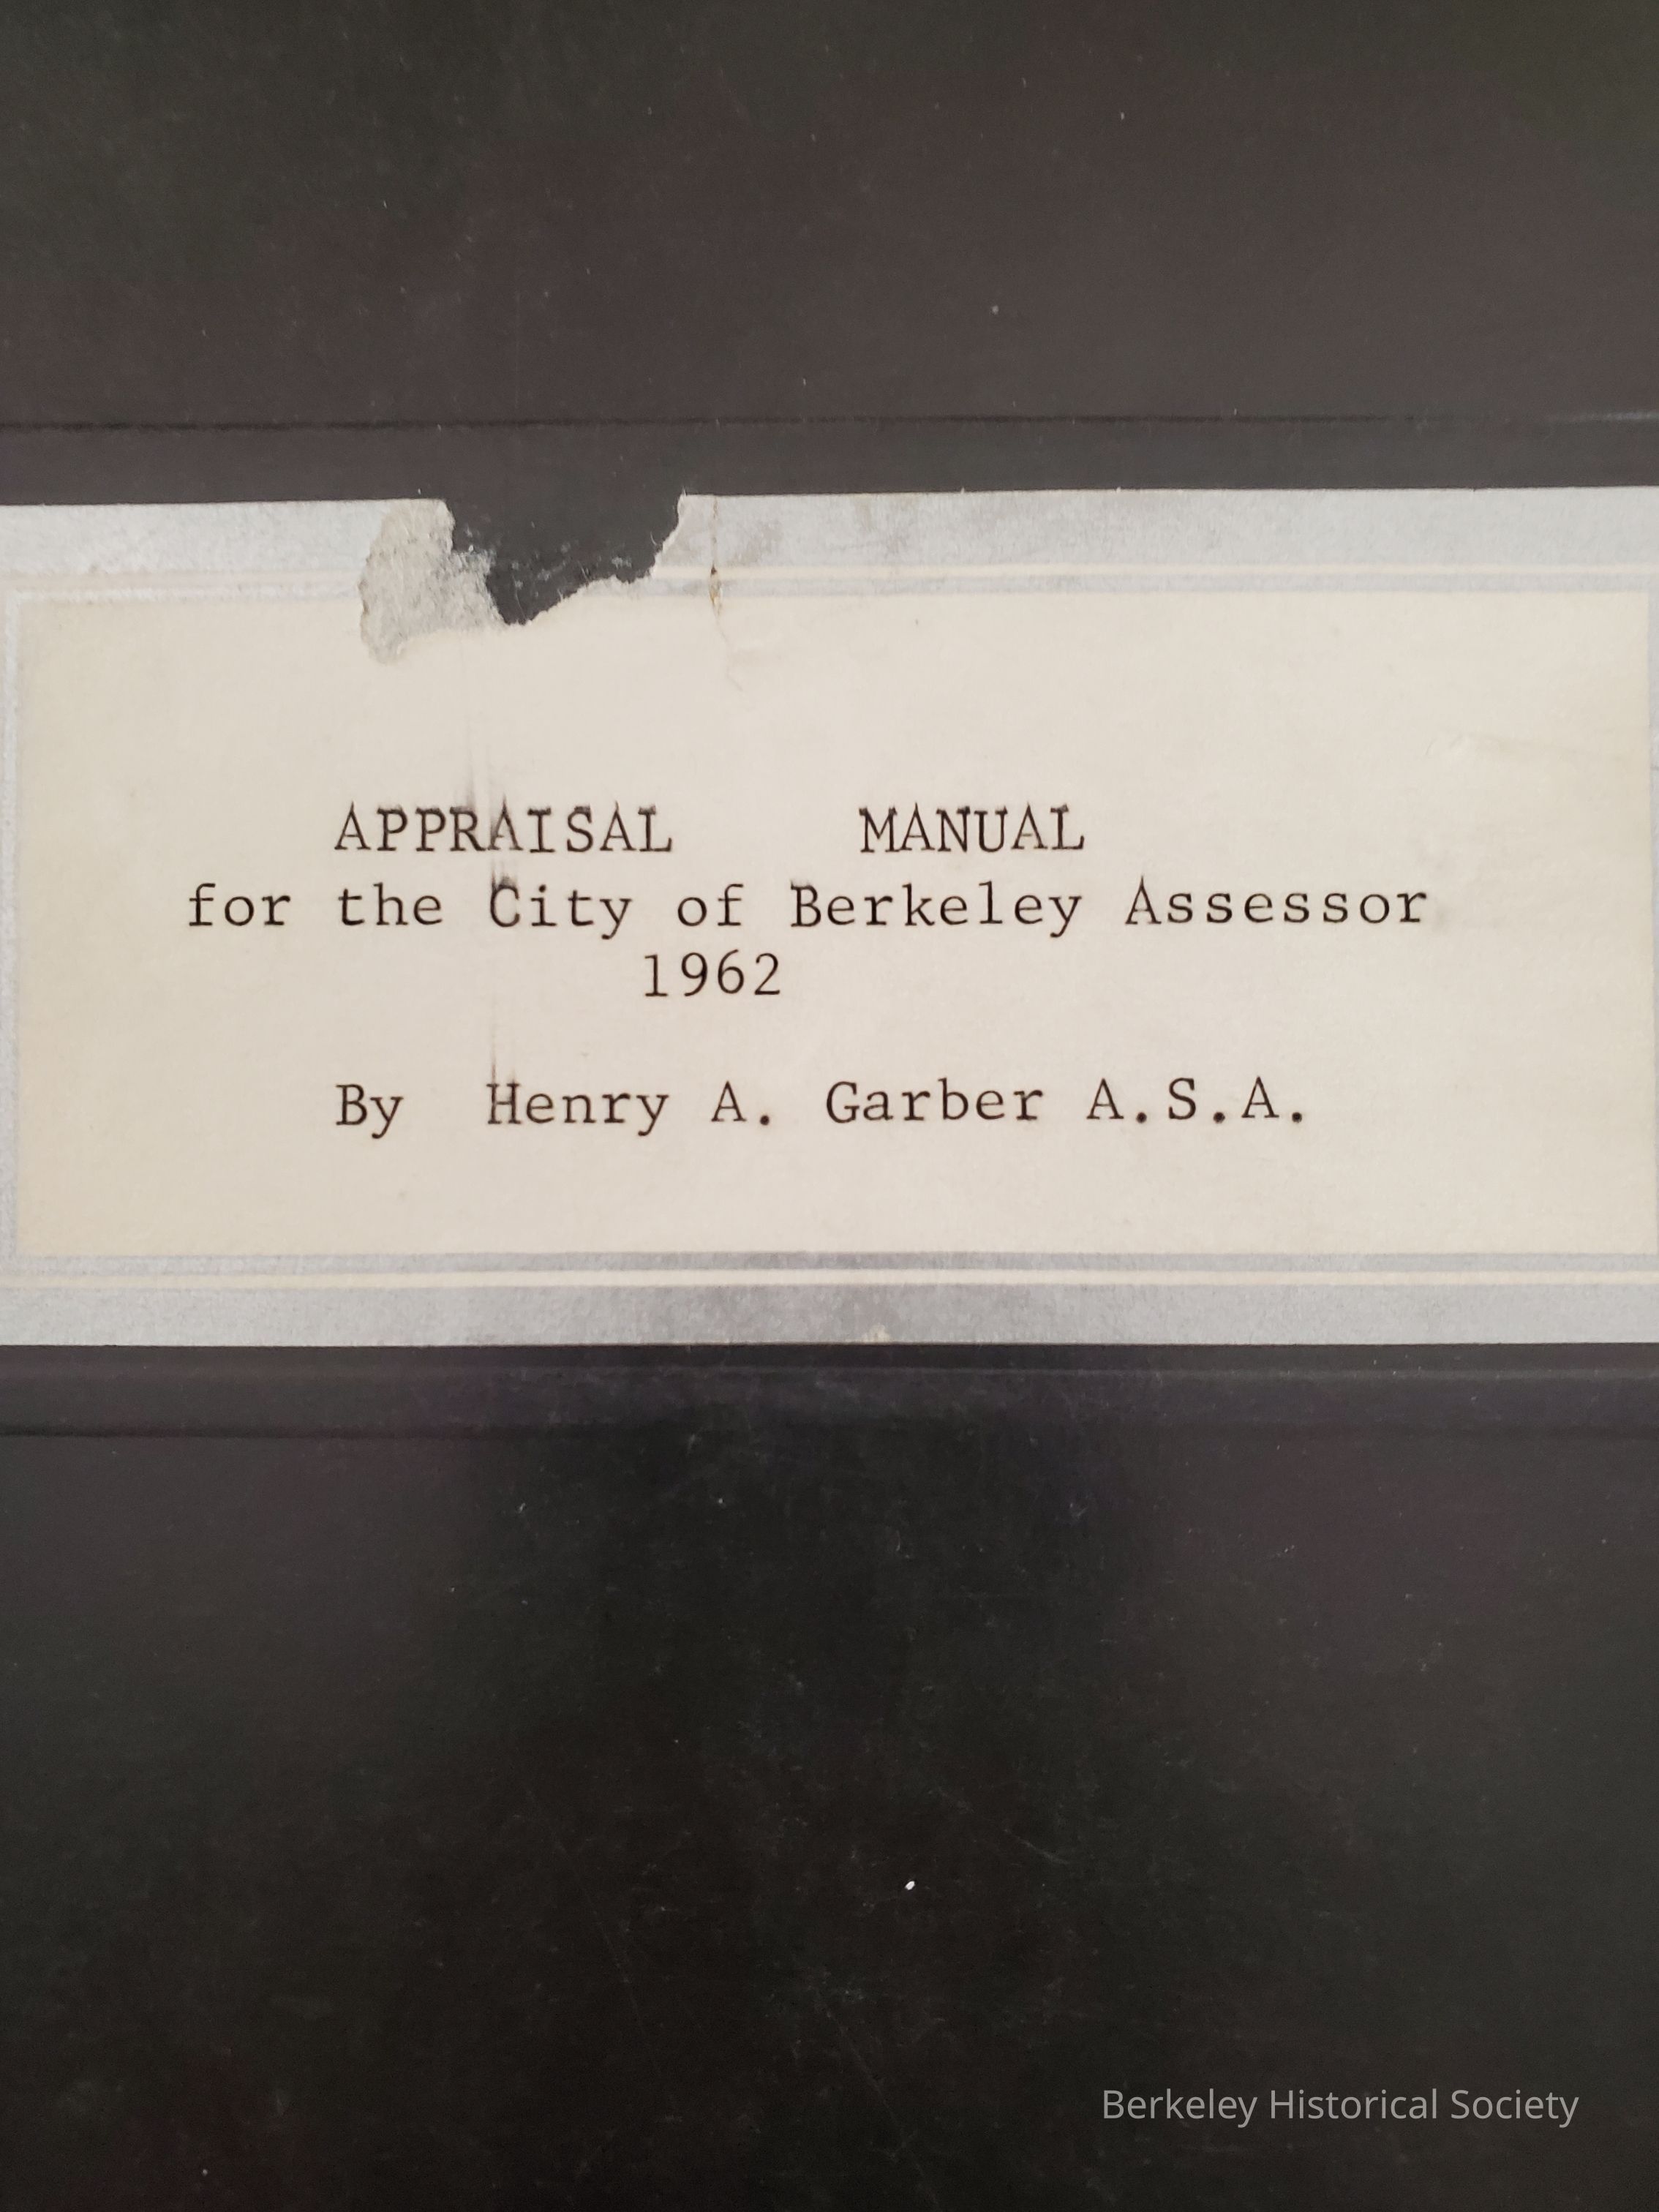 APPRAISAL MANUAL
for the City of Berkeley Assessor
1962
By Henry A. Garber A.S.A.
Berkeley Historical Society